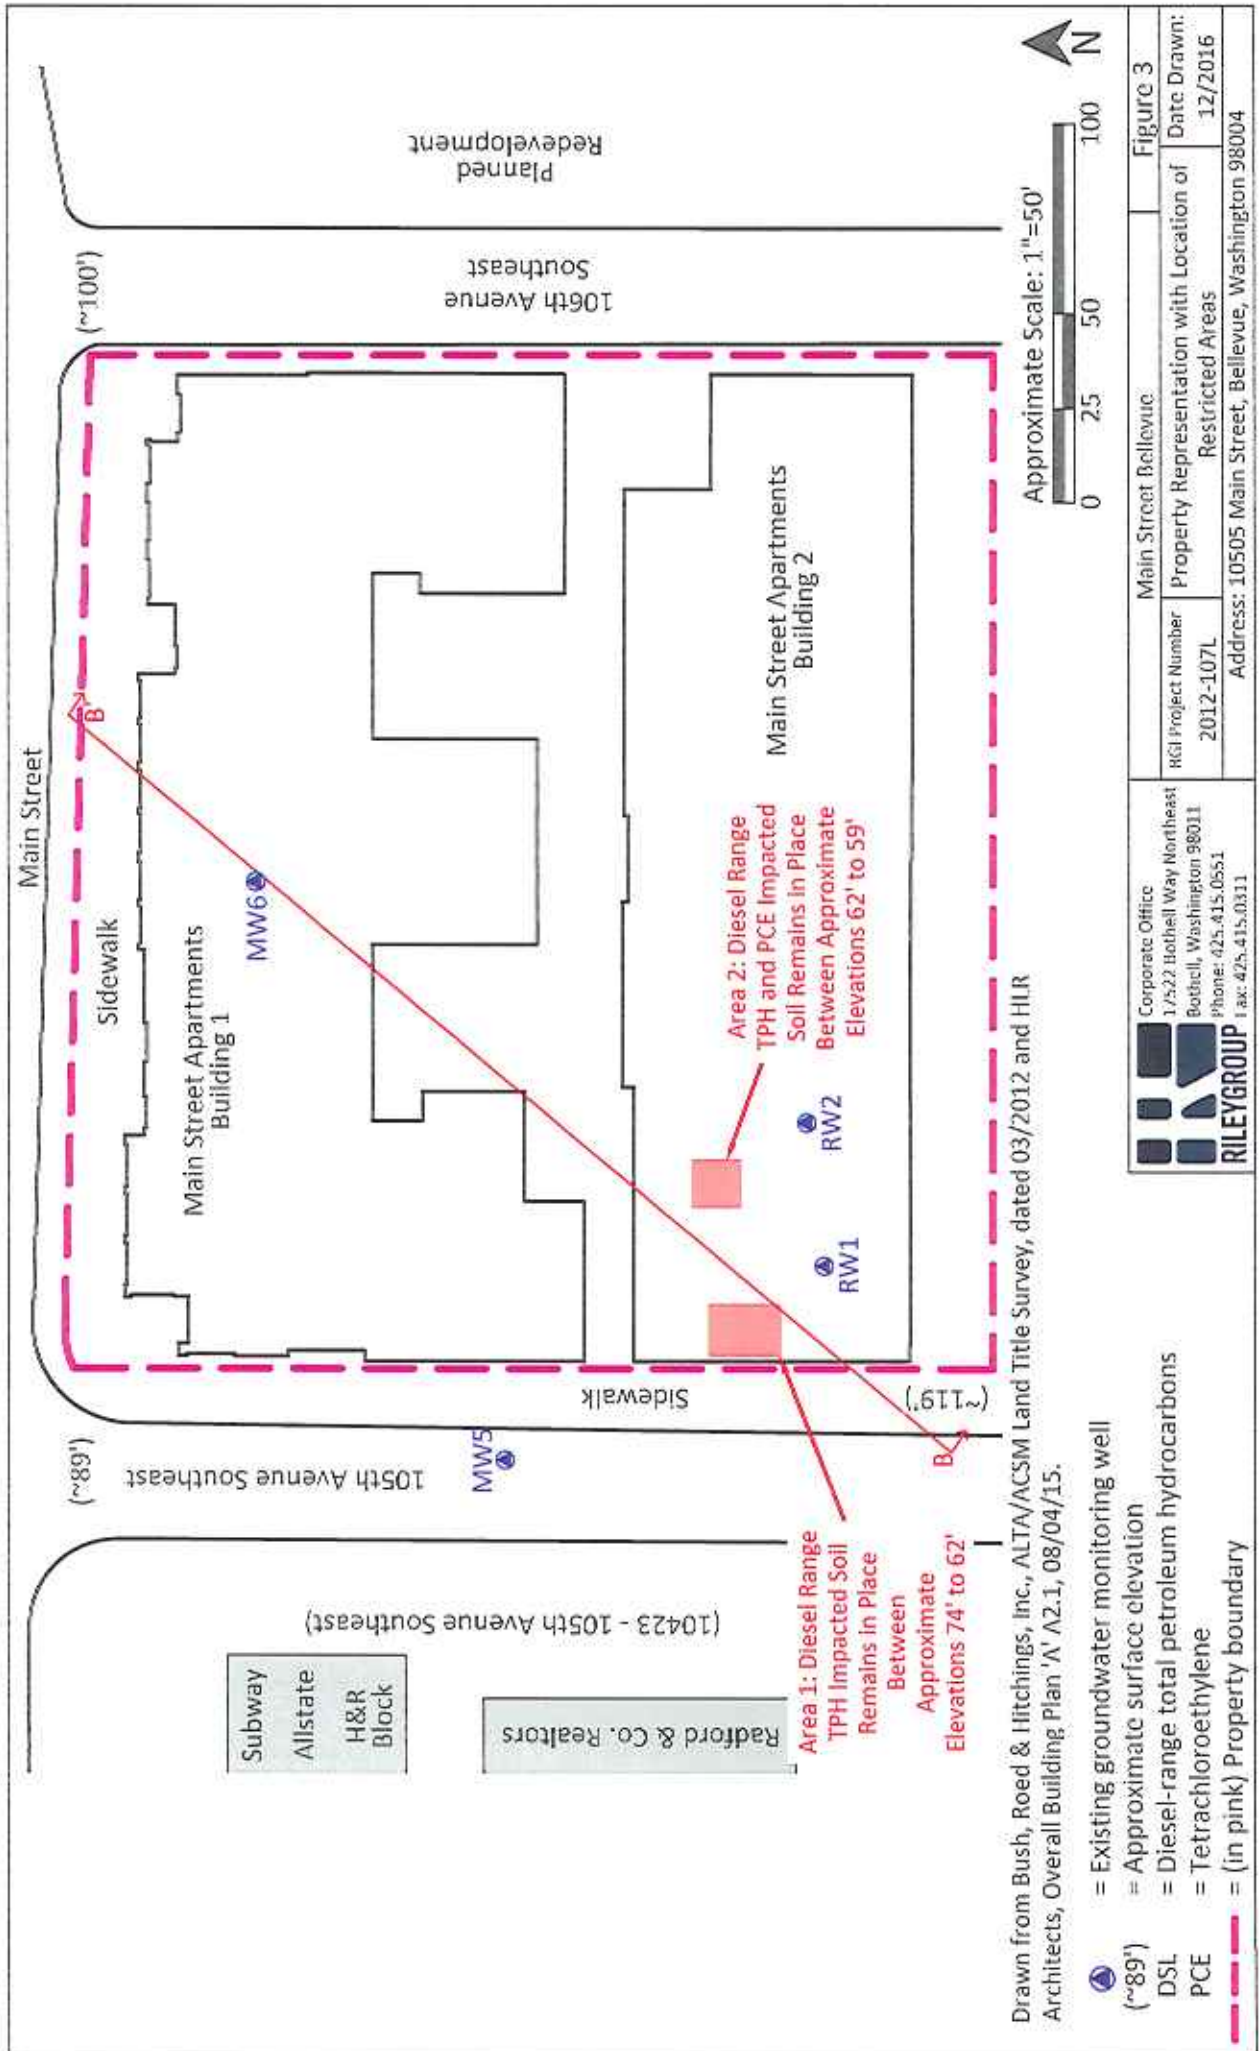 Main Street
(~89')
(~100')
Sidewalk
Main Street Apartments
Building 1
MW6
B
105th Avenue Southeast
MW5
Sidewalk
106th Avenue
Southeast
Planned
Redevelopment
Subway
Allstate
H&R
Block
(10423 - 105th Avenue Southeast)
Radford & Co. Realtors
Area 1: Diesel Range
TPH Impacted Soil
Remains in Place
Between
Approximate
Elevations 74' to 62'
Area 2: Diesel Range
TPH and PCE Impacted
Soil Remains in Place
Between Approximate
Elevations 62' to 59'
Main Street Apartments
Building 2
RW1
RW2
(~119')
B
Approximate Scale: 1"=50'
0 25 50 100
N
Drawn from Bush, Roed & Hitchings, Inc., ALTA/ACSM Land Title Survey, dated 03/2012 and HLR
Architects, Overall Building Plan 'A' A2.1, 08/04/15.
= Existing groundwater monitoring well
(~89') = Approximate surface elevation
DSL = Diesel-range total petroleum hydrocarbons
PCE = Tetrachloroethylene
= (in pink) Property boundary
RILEYGROUP
Corporate Office
17522 Bothell Way Northeast
Bothell, Washington 98011
Phone: 425.415.0551
Fax: 425.415.0311
Main Street Bellevue
Figure 3
RGI Project Number
2012-107L
Property Representation with Location of
Restricted Areas
Date Drawn:
12/2016
Address: 10505 Main Street, Bellevue, Washington 98004